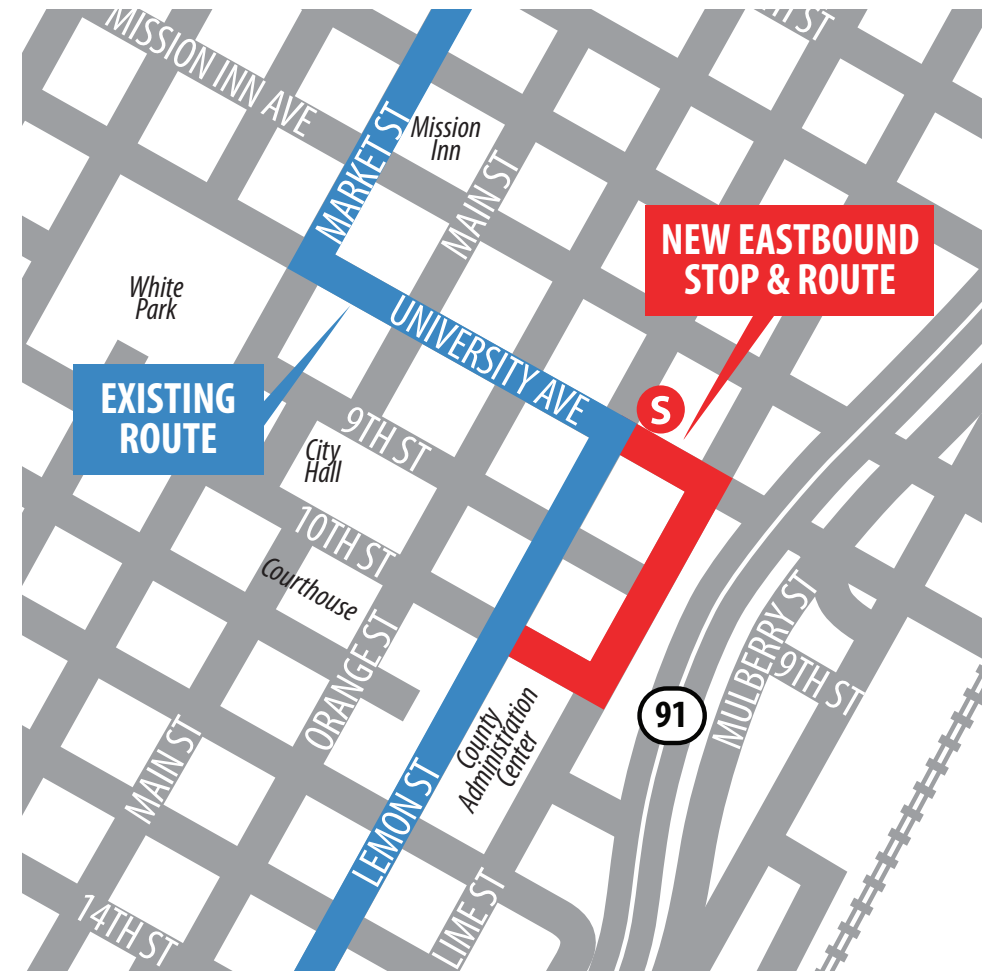 MISSION INN AVE
MARKET ST
Mission
Inn
MAIN ST
NEW EASTBOUND
STOP & ROUTE
White
Park
UNIVERSITY AVE
EXISTING
ROUTE
S
9TH ST
City
Hall
10TH ST
Courthouse
ORANGE ST
MULBERRY ST
9TH ST
91
County
Administration
Center
MAIN ST
LEMON ST
LIME ST
14TH ST